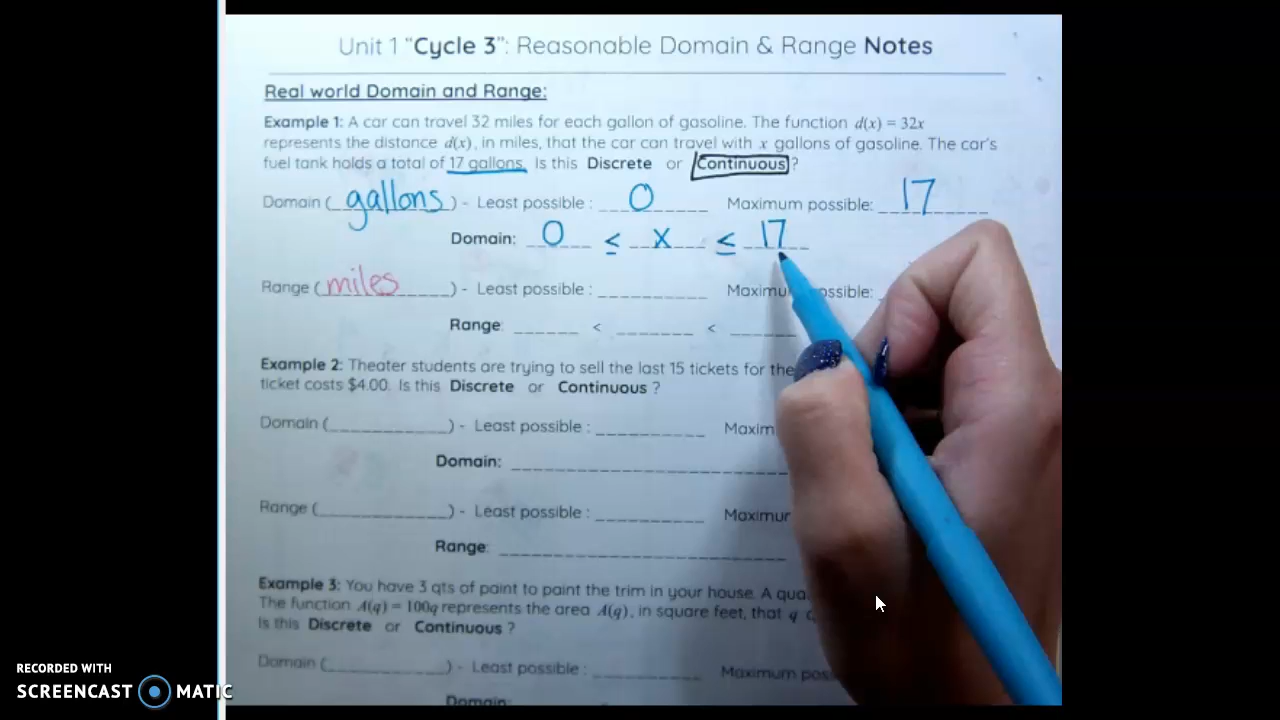 Unit 1 "Cycle 3": Reasonable Domain & Range Notes
Real world Domain and Range:
Example 1: A car can travel 32 miles for each gallon of gasoline. The function d(x) = 32x
represents the distance d(x), in miles, that the car can travel with x gallons of gasoline. The car's
fuel tank holds a total of 17 gallons. Is this Discrete or Continuous?
Domain (gallons) - Least possible : 0 Maximum possible: 17
Domain: 0 ≤ x ≤ 17
Range (miles) - Least possible : Maximum possible:
Range: < <
Example 2: Theater students are trying to sell the last 15 tickets for the
ticket costs $4.00. Is this Discrete or Continuous ?
Domain ( ) - Least possible :
Domain:
Range ( ) - Least possible :
Range:
Example 3: You have 3 qts of paint to paint the trim in your house. A
The function A(q) = 100q represents the area A(q), in square feet, that q
Is this Discrete or Continuous ?
Domain ( ) - Least possible : Maximum
Domain:
RECORDED WITH
SCREENCAST MATIC